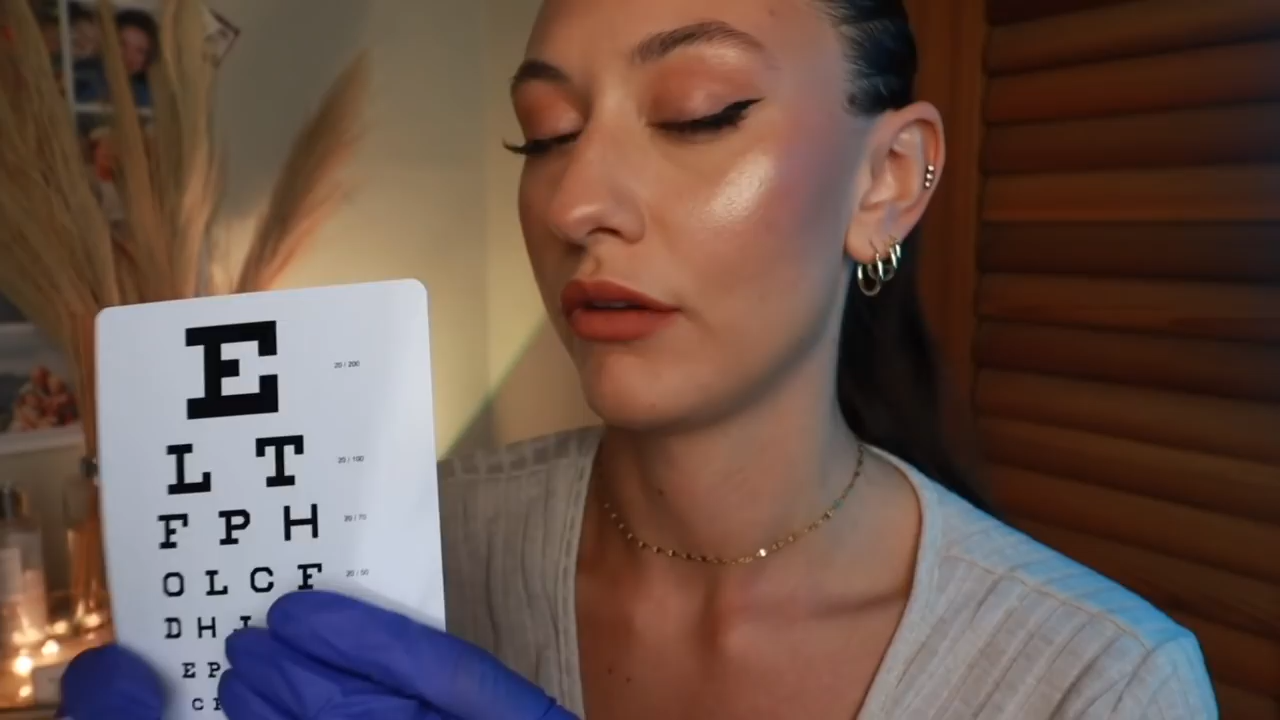 E 20 / 200
L T 20 / 100
F P H 20 / 70
O L C F 20 / 50
D H
E P
C